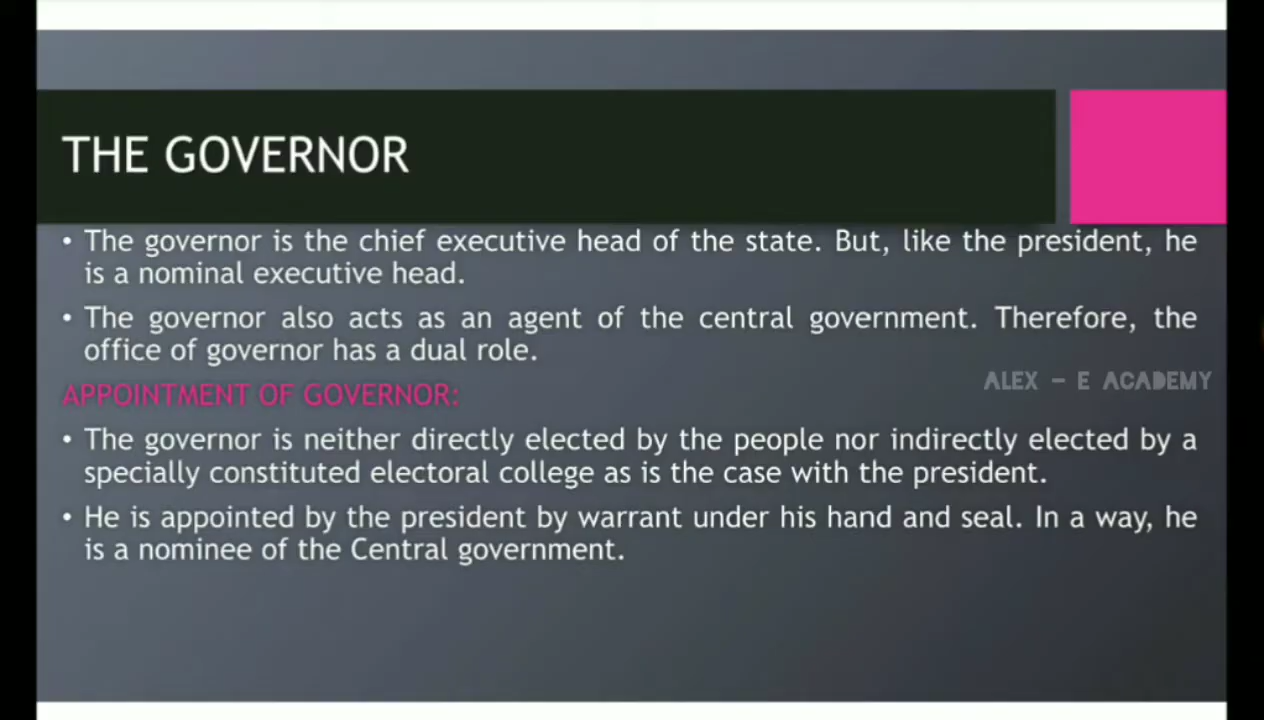 THE GOVERNOR
• The governor is the chief executive head of the state. But, like the president, he
is a nominal executive head.
• The governor also acts as an agent of the central government. Therefore, the
office of governor has a dual role.
ALEX – E ACADEMY
APPOINTMENT OF GOVERNOR:
• The governor is neither directly elected by the people nor indirectly elected by a
specially constituted electoral college as is the case with the president.
• He is appointed by the president by warrant under his hand and seal. In a way, he
is a nominee of the Central government.